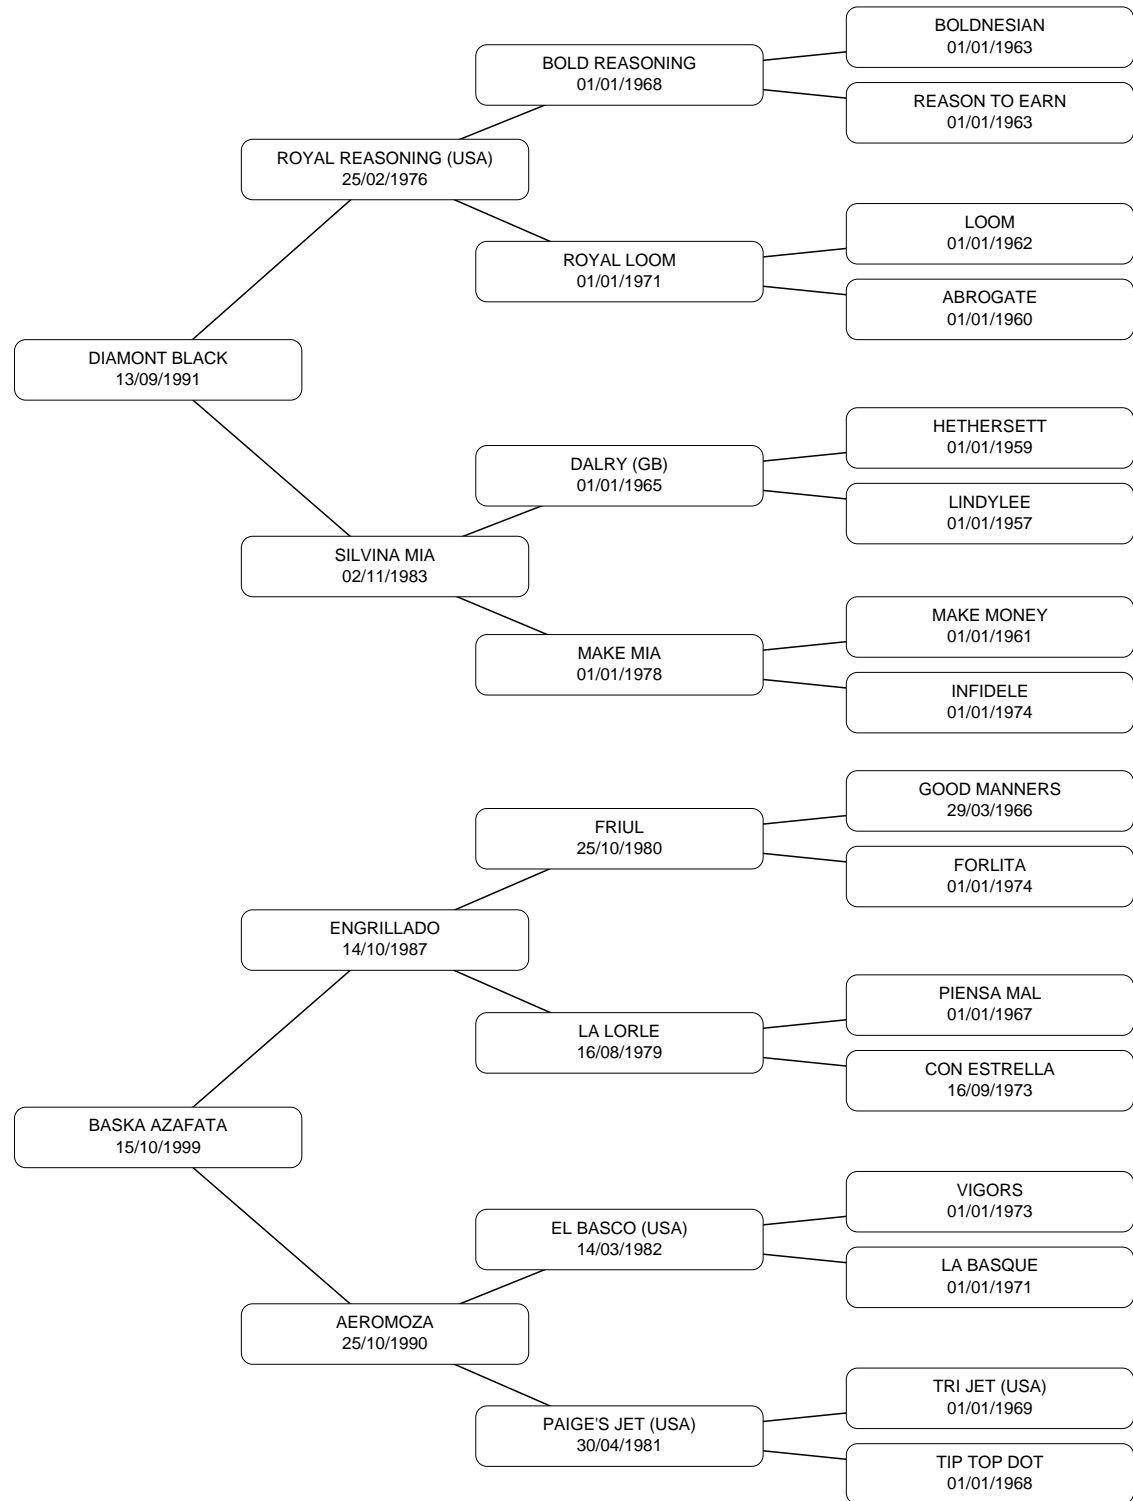 BOLDNESIAN
01/01/1963
BOLD REASONING
01/01/1968
REASON TO EARN
01/01/1963
ROYAL REASONING (USA)
25/02/1976
LOOM
01/01/1962
ROYAL LOOM
01/01/1971
ABROGATE
01/01/1960
DIAMONT BLACK
13/09/1991
HETHERSETT
01/01/1959
DALRY (GB)
01/01/1965
LINDYLEE
01/01/1957
SILVINA MIA
02/11/1983
MAKE MONEY
01/01/1961
MAKE MIA
01/01/1978
INFIDELE
01/01/1974
GOOD MANNERS
29/03/1966
FRIUL
25/10/1980
FORLITA
01/01/1974
ENGRILLADO
14/10/1987
PIENSA MAL
01/01/1967
LA LORLE
16/08/1979
CON ESTRELLA
16/09/1973
BASKA AZAFATA
15/10/1999
VIGORS
01/01/1973
EL BASCO (USA)
14/03/1982
LA BASQUE
01/01/1971
AEROMOZA
25/10/1990
TRI JET (USA)
01/01/1969
PAIGE'S JET (USA)
30/04/1981
TIP TOP DOT
01/01/1968